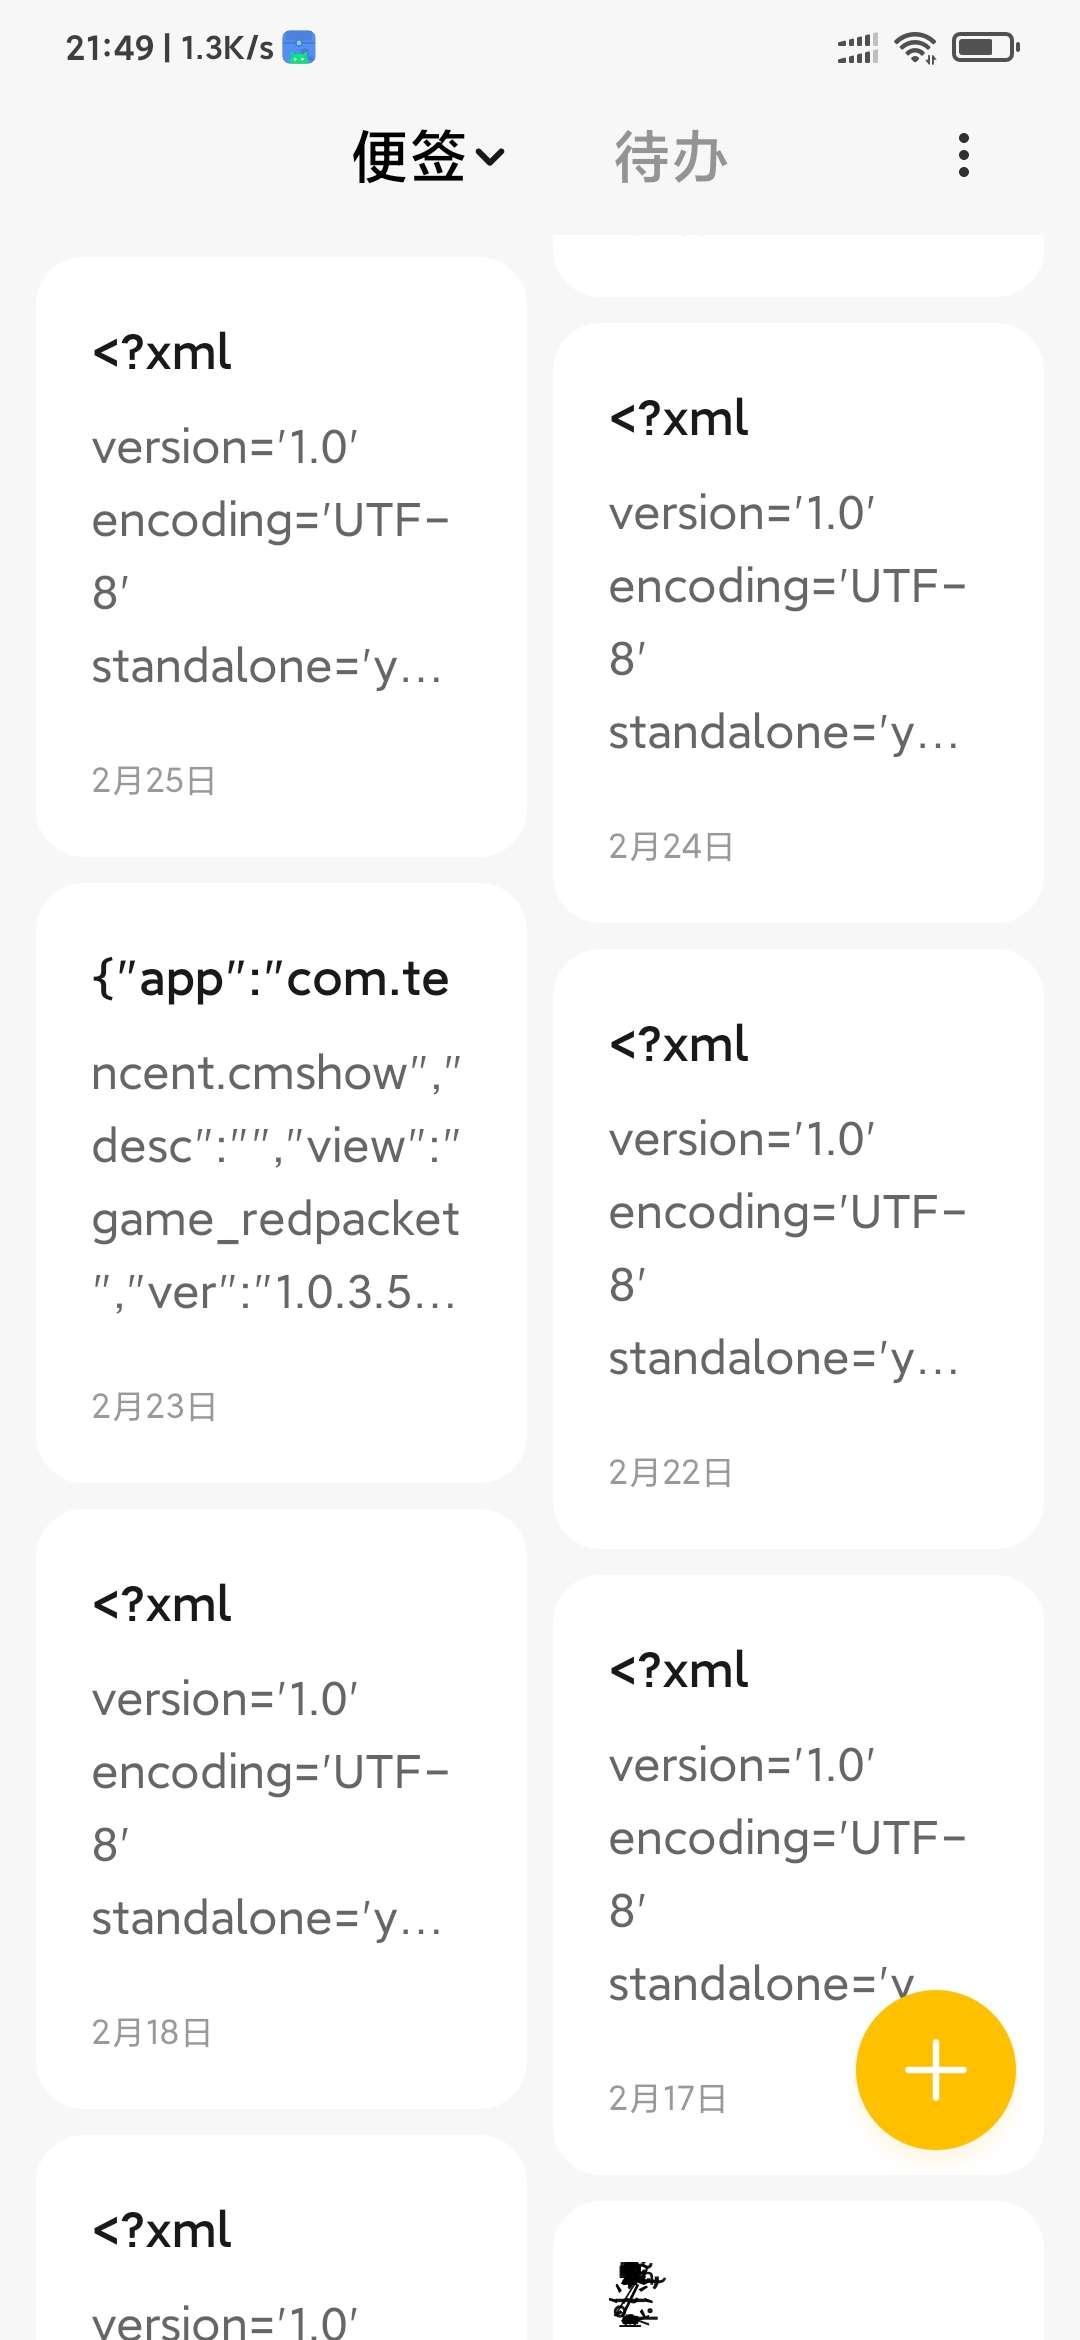 21:49 | 1.3K/s
便签
待办
<?xml
version='1.0'
encoding='UTF-
8'
standalone='y...
2月25日
<?xml
version='1.0'
encoding='UTF-
8'
standalone='y...
2月24日
{"app":"com.te
ncent.cmshow","
desc":"","view":"
game_redpacket
","ver":"1.0.3.5...
2月23日
<?xml
version='1.0'
encoding='UTF-
8'
standalone='y...
2月22日
<?xml
version='1.0'
encoding='UTF-
8'
standalone='y...
2月18日
<?xml
version='1.0'
encoding='UTF-
8'
standalone='y
2月17日
<?xml
version='1.0'